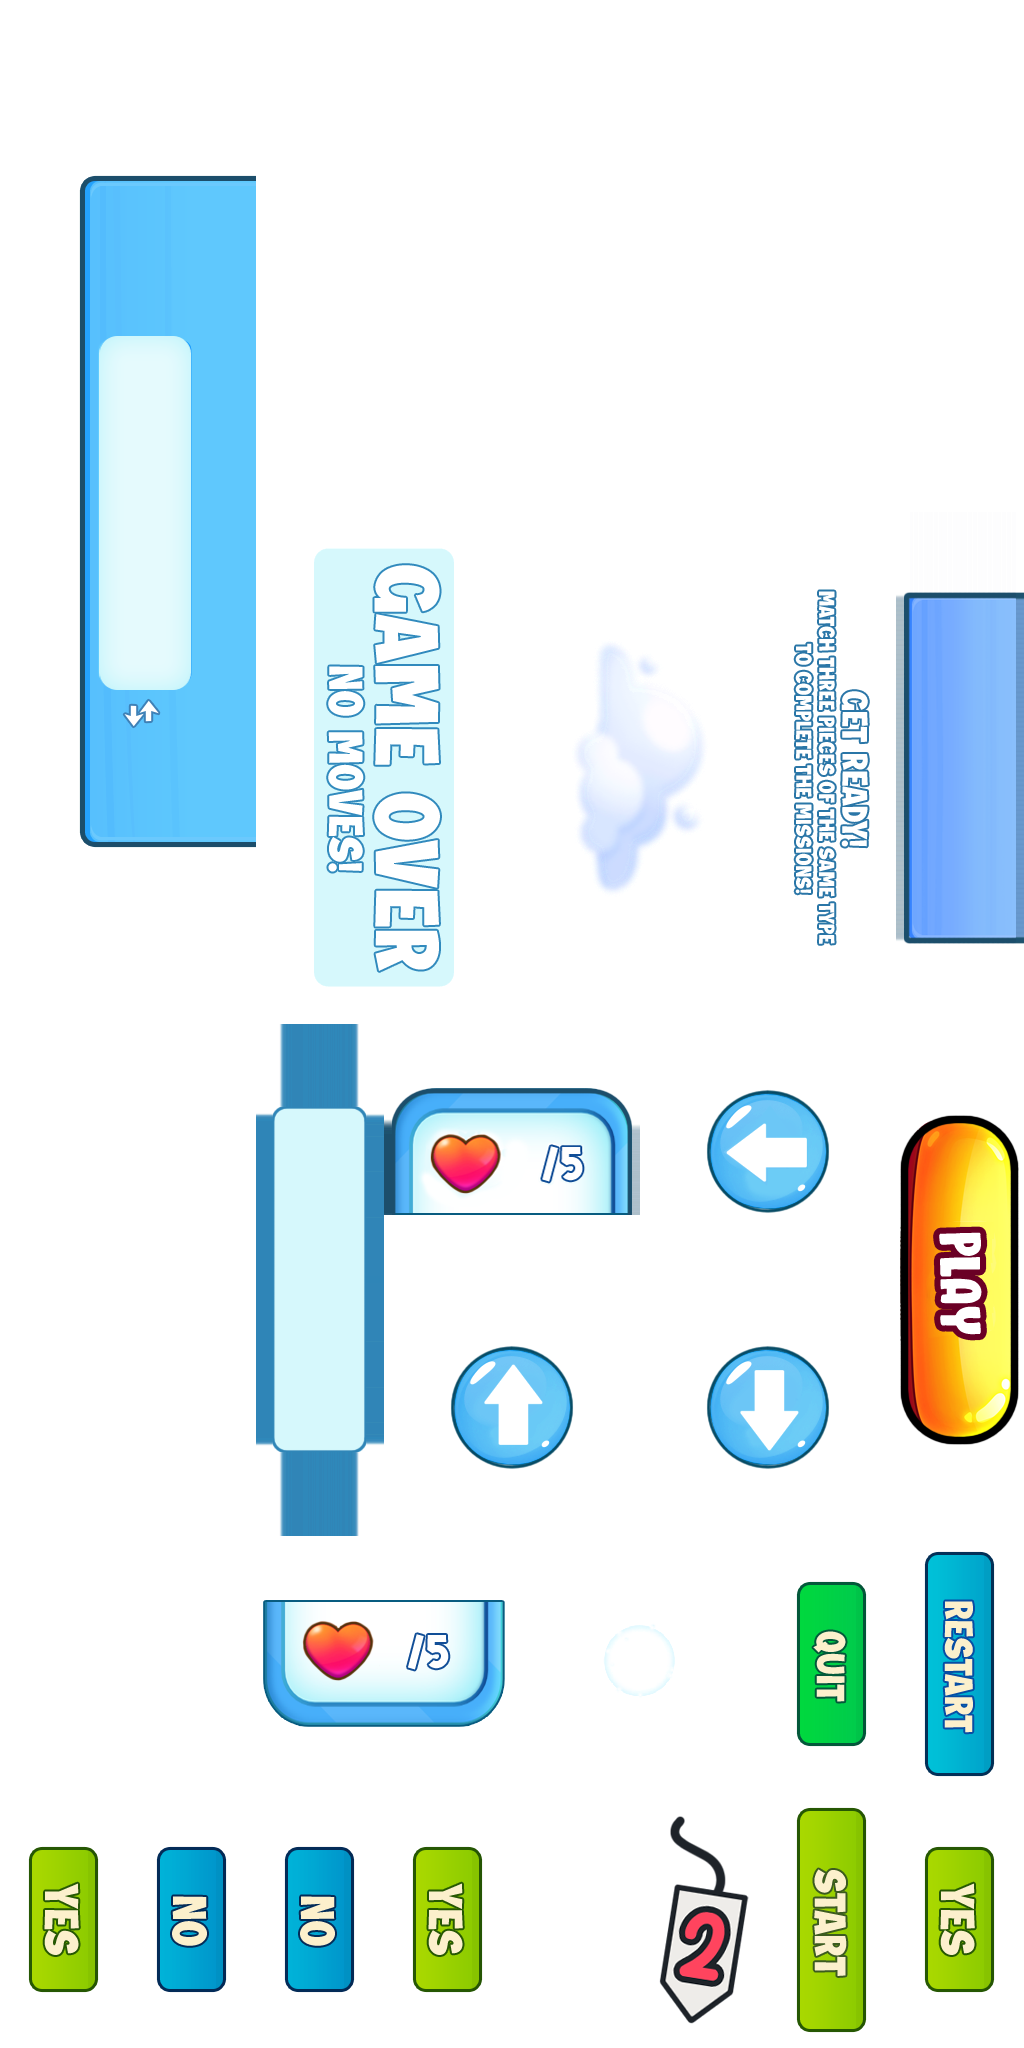 GAME OVER
NO MOVES!
GET READY!
MATCH THREE PIECES OF THE SAME TYPE
TO COMPLETE THE MISSIONS!
/5
PLAY
/5
QUIT
RESTART
YES
NO
NO
YES
2
START
YES